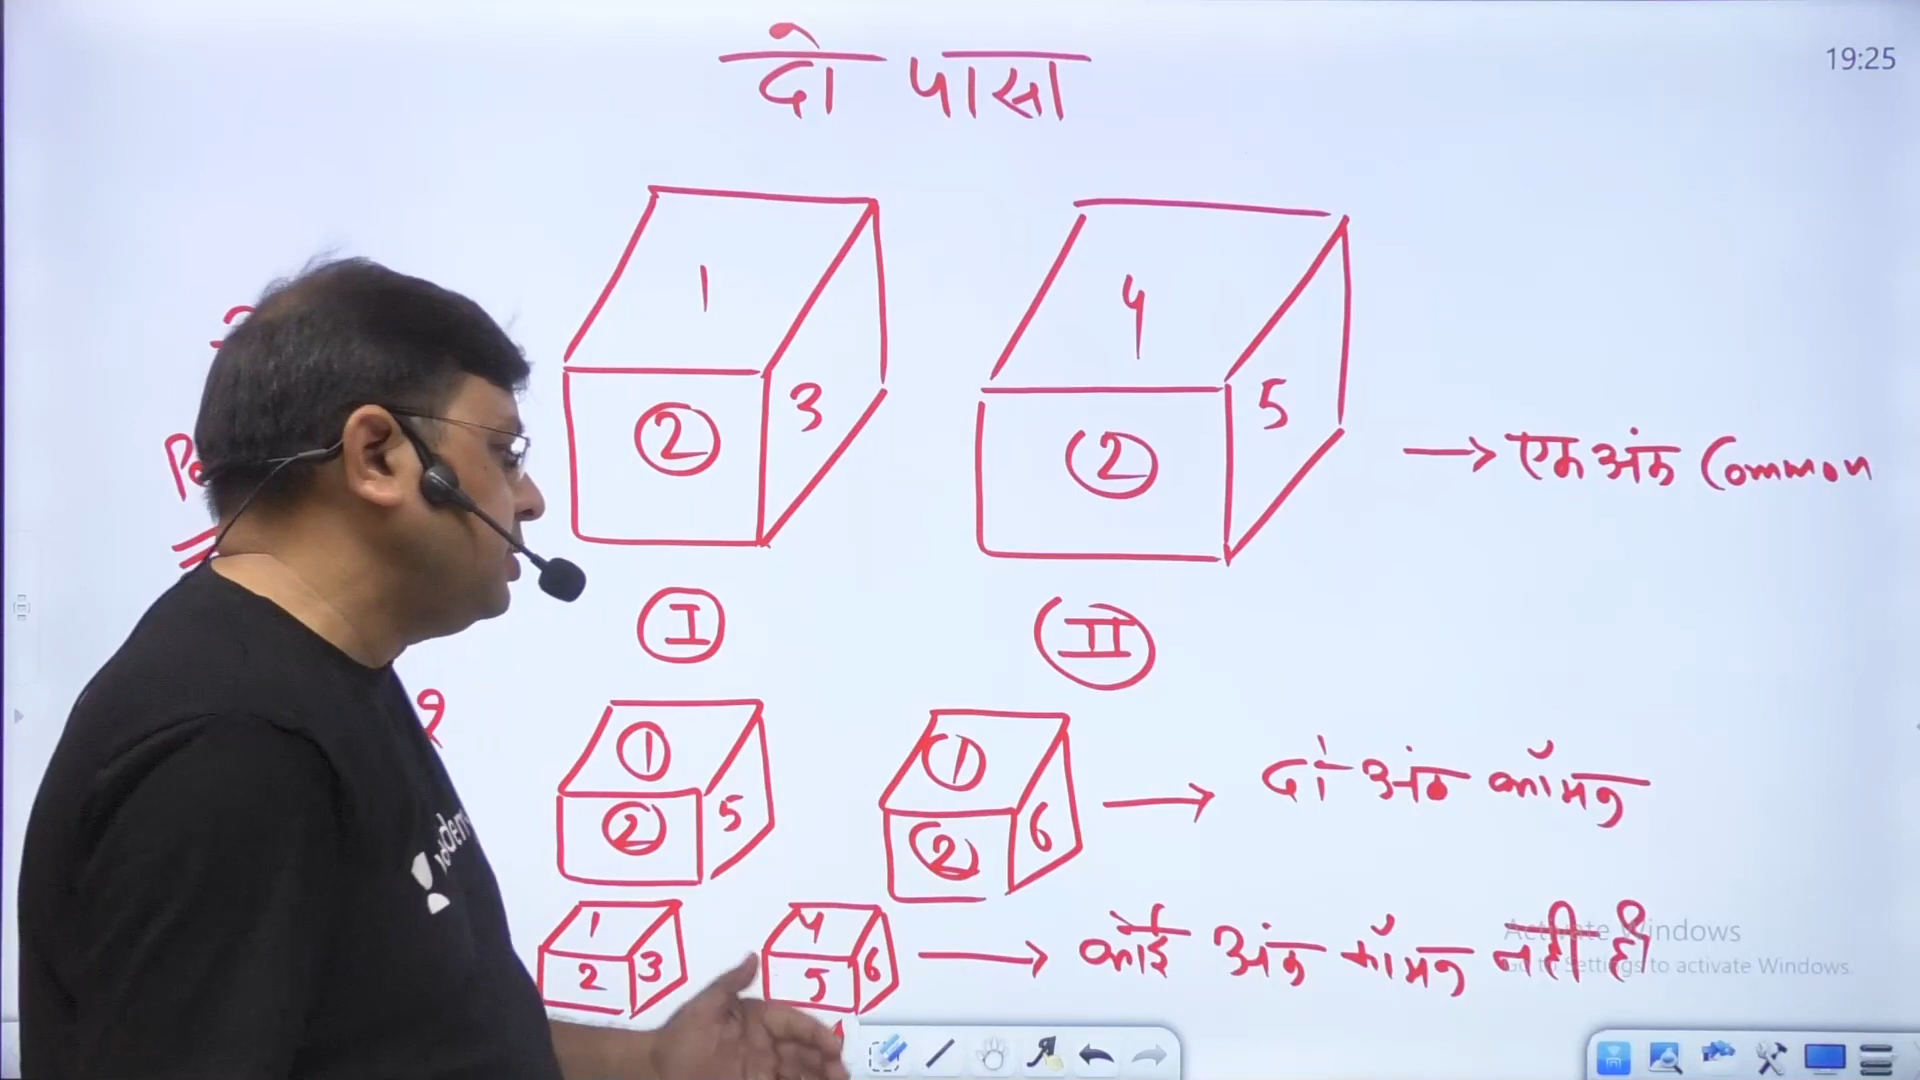 दो पासा
19:25
1
2
3
4
2
5
→ एक अंक Common
I
II
1
2
5
1
2
6
→ दो अंक कॉमन
1
2
3
4
5
6
→ कोई अंक कॉमन नहीं हो
Activate Windows
Go to Settings to activate Windows.